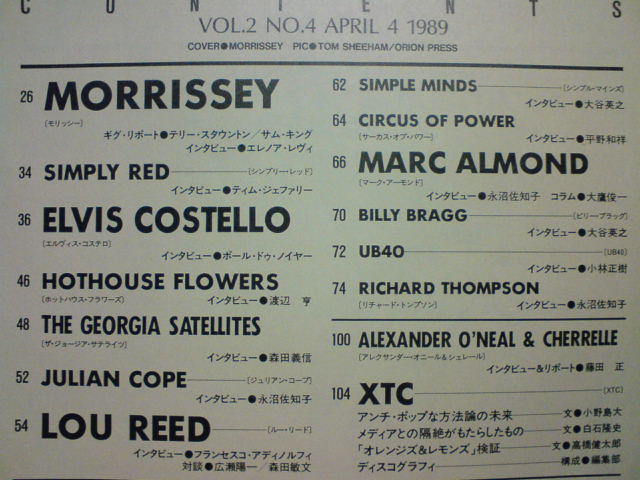 CONTENTS
VOL.2 NO.4 APRIL 4 1989
COVER●MORRISSEY PIC●TOM SHEEHAM/ORION PRESS
26 MORRISSEY
[モリッシー]
ギグ・リポート●テリー・スタウントン／サム・キング
インタビュー●エレノア・レヴィ
34 SIMPLY RED [シンプリー・レッド]
インタビュー●ティム・ジェファリー
36 ELVIS COSTELLO
[エルヴィス・コステロ]
インタビュー●ポール・ドゥ・ノイヤー
46 HOTHOUSE FLOWERS
[ホットハウス・フラワーズ] インタビュー●渡辺 亨
48 THE GEORGIA SATELLITES
[ザ・ジョージア・サテライツ]
インタビュー●森田義信
52 JULIAN COPE [ジュリアン・コープ]
インタビュー●永沼佐知子
54 LOU REED [ルー・リード]
インタビュー●フランセスコ・アディノルフィ
対談●広瀬陽一／森田敏文
62 SIMPLE MINDS [シンプル・マインズ]
インタビュー●大谷英之
64 CIRCUS OF POWER
[サーカス・オブ・パワー] インタビュー●平野和祥
66 MARC ALMOND
[マーク・アーモンド]
インタビュー●永沼佐知子 コラム●大鷹俊一
70 BILLY BRAGG [ビリー・ブラッグ]
インタビュー●大谷英之
72 UB40 [UB40]
インタビュー●小林正樹
74 RICHARD THOMPSON
[リチャード・トンプソン] インタビュー●永沼佐知子
100 ALEXANDER O'NEAL & CHERRELLE
[アレクサンダー・オニール&シェレール]
インタビュー&リポート●藤田 正
104 XTC [XTC]
アンチ・ポップな方法論の未来 文●小野島大
メディアとの隔絶がもたらしたもの 文●白石隆史
「オレンジズ&レモンズ」検証 文●高橋健太郎
ディスコグラフィ 構成●編集部